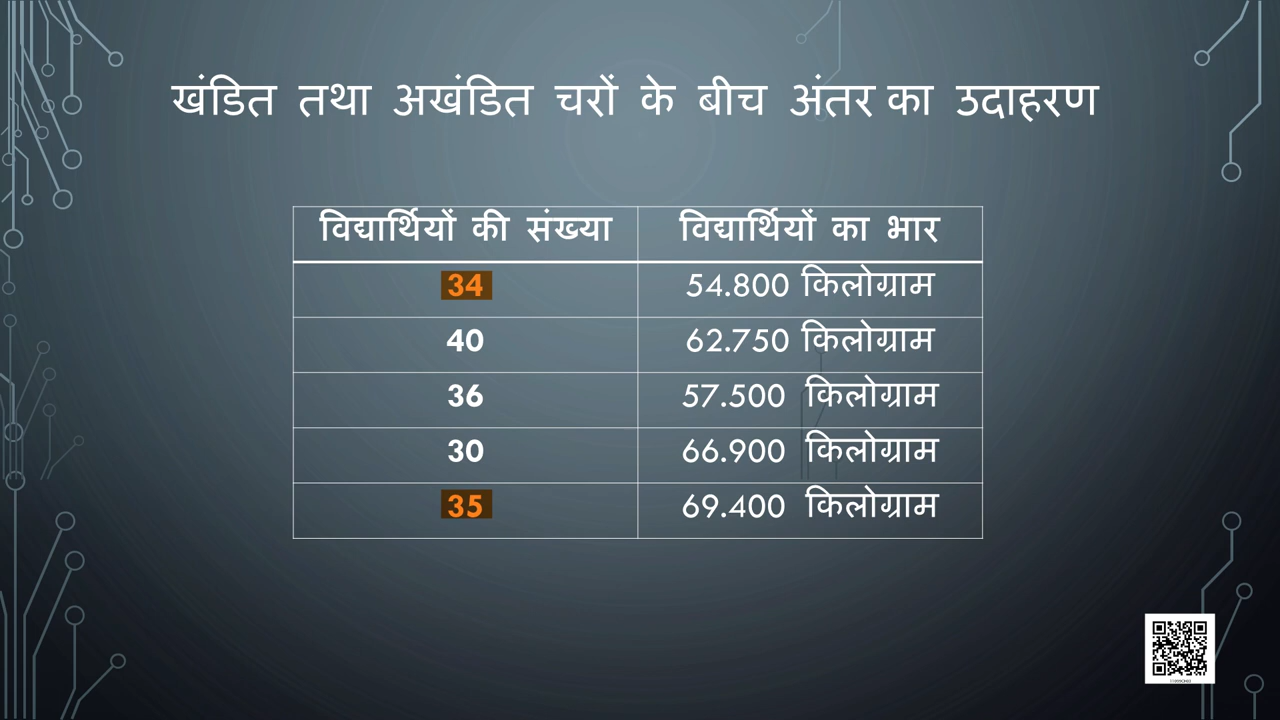 खंडित तथा अखंडित चरों के बीच अंतर का उदाहरण
विद्यार्थियों की संख्या विद्यार्थियों का भार
34 54.800 किलोग्राम
40 62.750 किलोग्राम
36 57.500 किलोग्राम
30 66.900 किलोग्राम
35 69.400 किलोग्राम